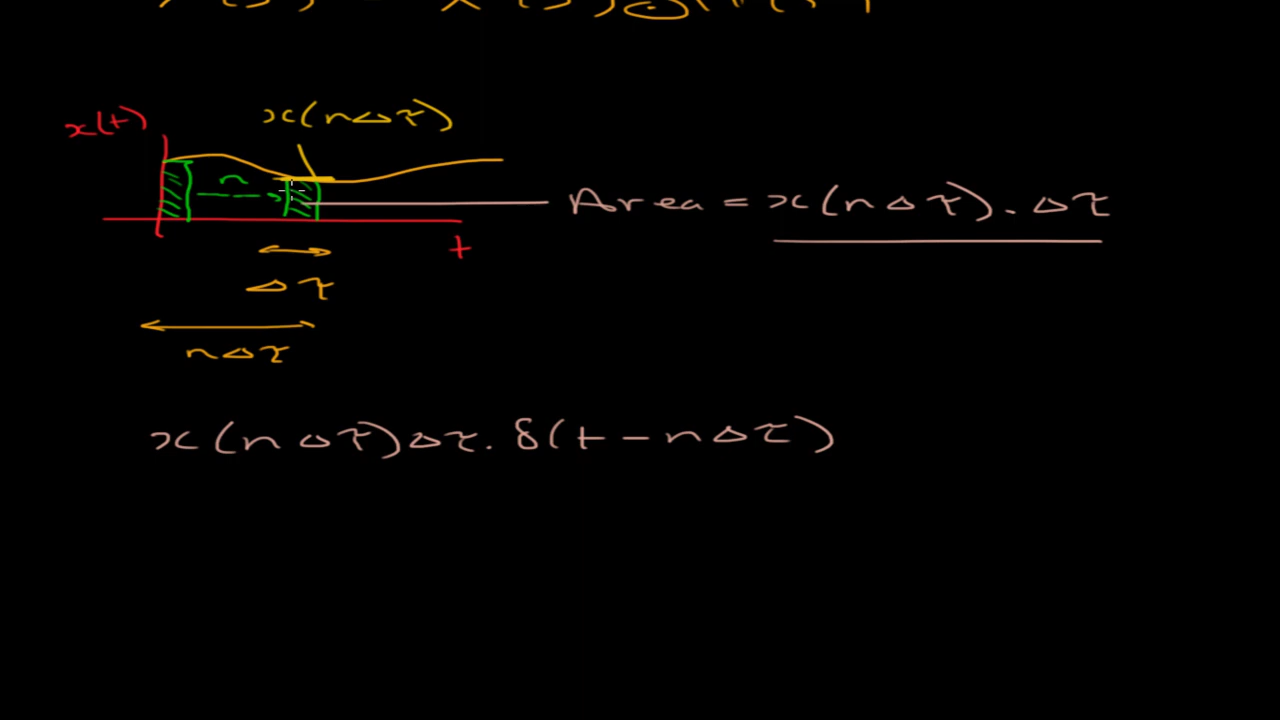 x(nΔτ)
x(t)
n
Area = x(nΔτ). Δτ
t
Δτ
nΔτ
x(nΔτ)Δτ. δ(t - nΔτ)